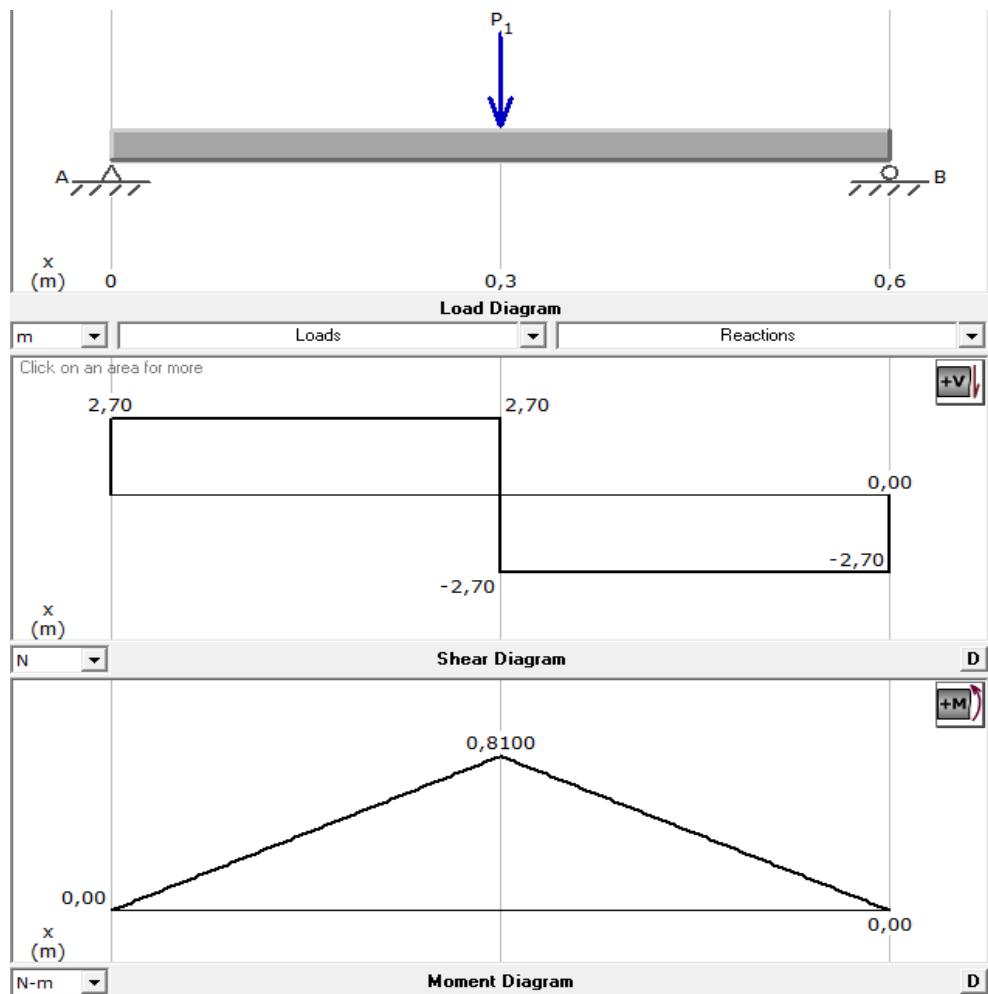 P1
A
B
x
(m) 0 0,3 0,6
Load Diagram
m Loads Reactions
Click on an area for more
+V
2,70 2,70
0,00
-2,70
-2,70
x
(m)
N Shear Diagram D
+M
0,8100
0,00
0,00
x
(m)
N-m Moment Diagram D